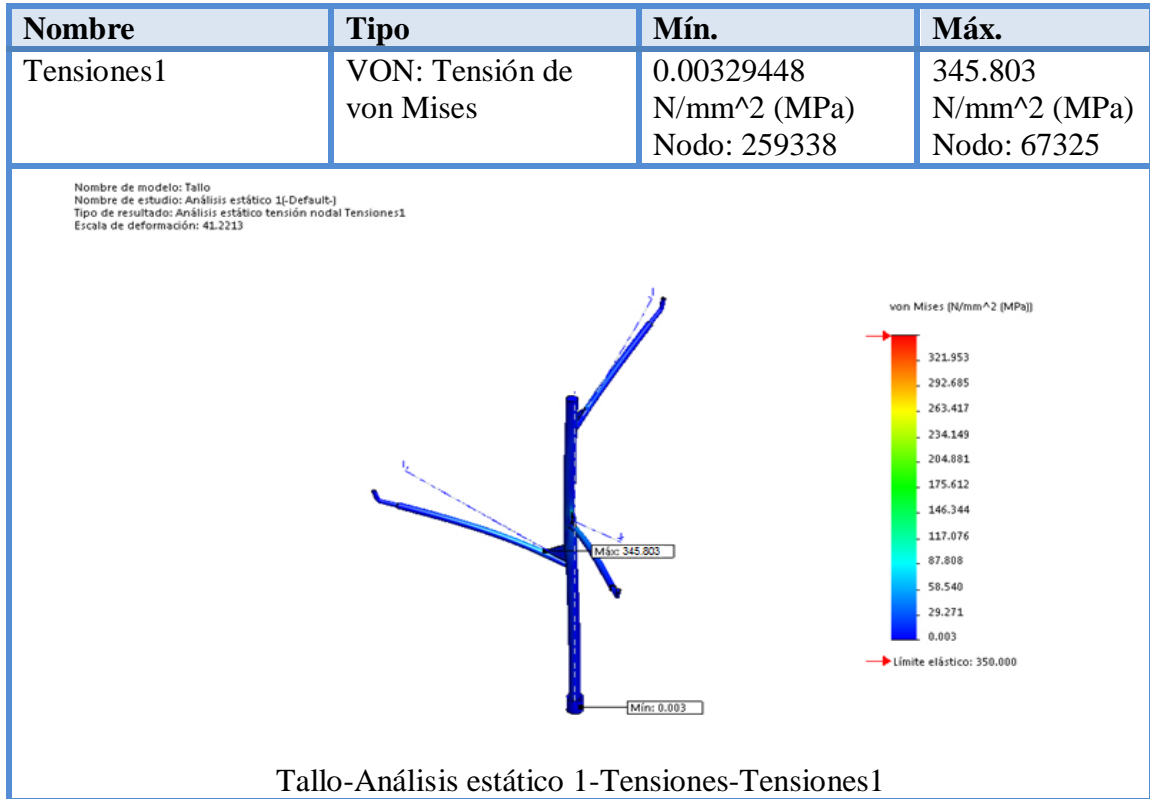 Nombre Tipo Mín. Máx.
Tensiones1 VON: Tensión de 0.00329448 345.803
von Mises N/mm^2 (MPa) N/mm^2 (MPa)
Nodo: 259338 Nodo: 67325
Nombre de modelo: Tallo
Nombre de estudio: Análisis estático 1(-Default-)
Tipo de resultado: Análisis estático tensión nodal Tensiones1
Escala de deformación: 41.2213
von Mises (N/mm^2 (MPa))
321.953
292.685
263.417
234.149
204.881
175.612
146.344
117.076
87.808
58.540
29.271
0.003
Límite elástico: 350.000
Máx: 345.803
Mín: 0.003
Tallo-Análisis estático 1-Tensiones-Tensiones1